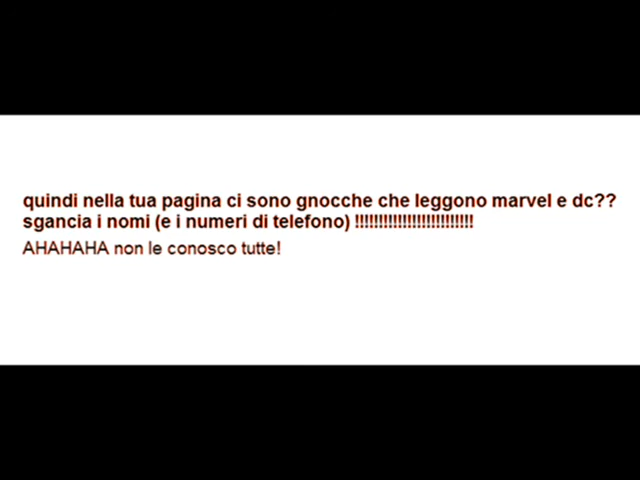 quindi nella tua pagina ci sono gnocche che leggono marvel e dc??
sgancia i nomi (e i numeri di telefono) !!!!!!!!!!!!!!!!!!!!!!!!!
AHAHAHA non le conosco tutte!